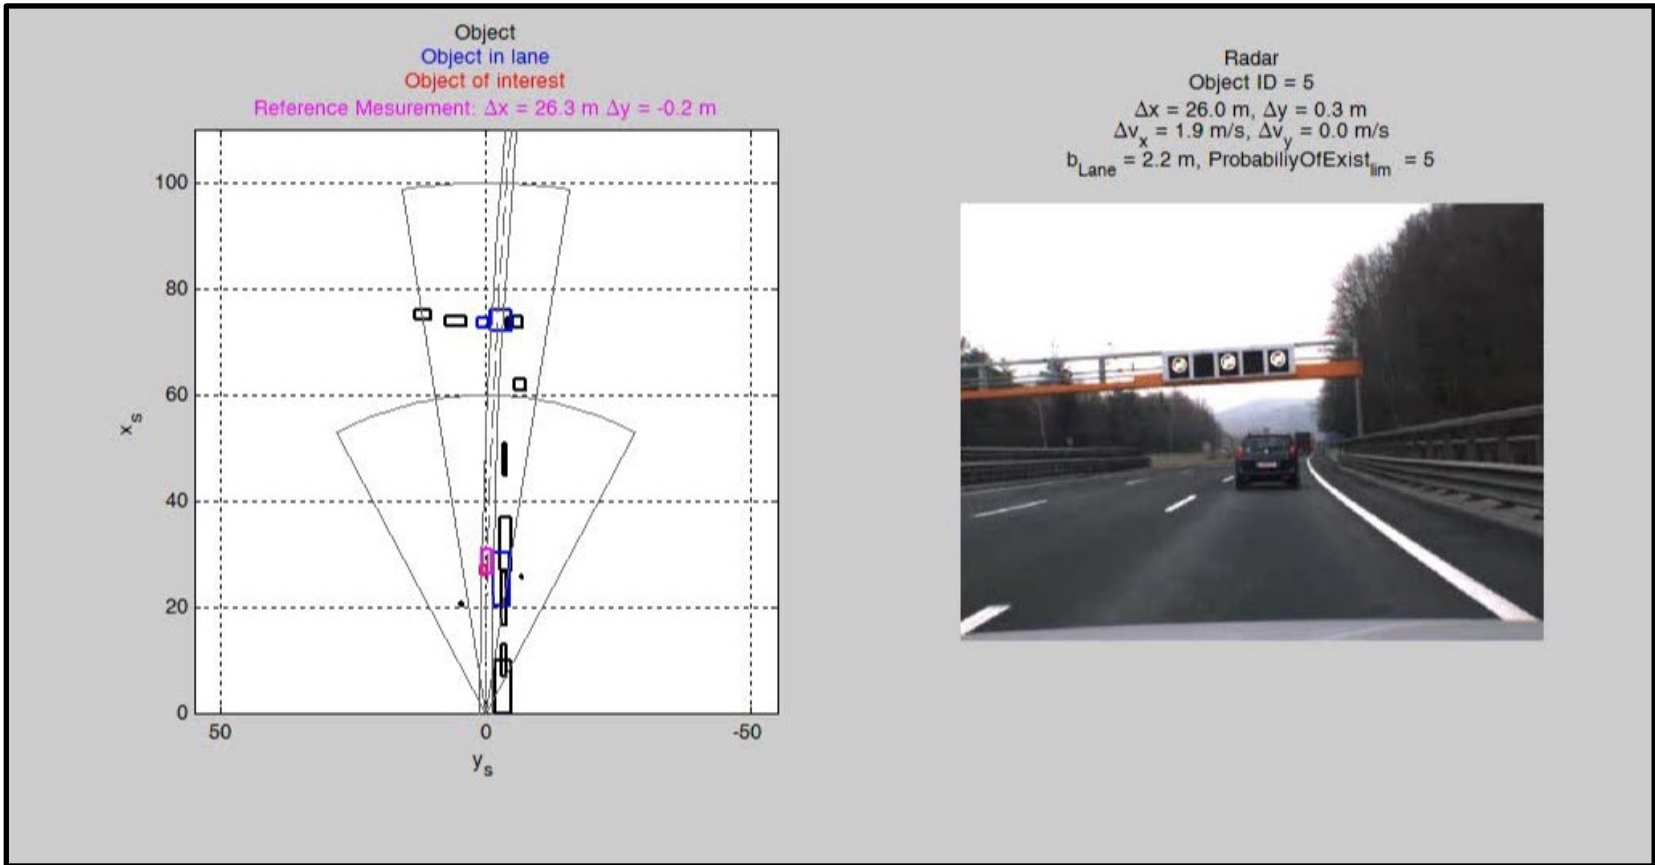 Object
Object in lane
Object of interest
Reference Mesurement: Δx = 26.3 m Δy = -0.2 m
100
80
60
40
20
0
50
0
-50
x_s
y_s
Radar
Object ID = 5
Δx = 26.0 m, Δy = 0.3 m
Δv_x = 1.9 m/s, Δv_y = 0.0 m/s
b_Lane = 2.2 m, ProbabiliyOfExist_lim = 5